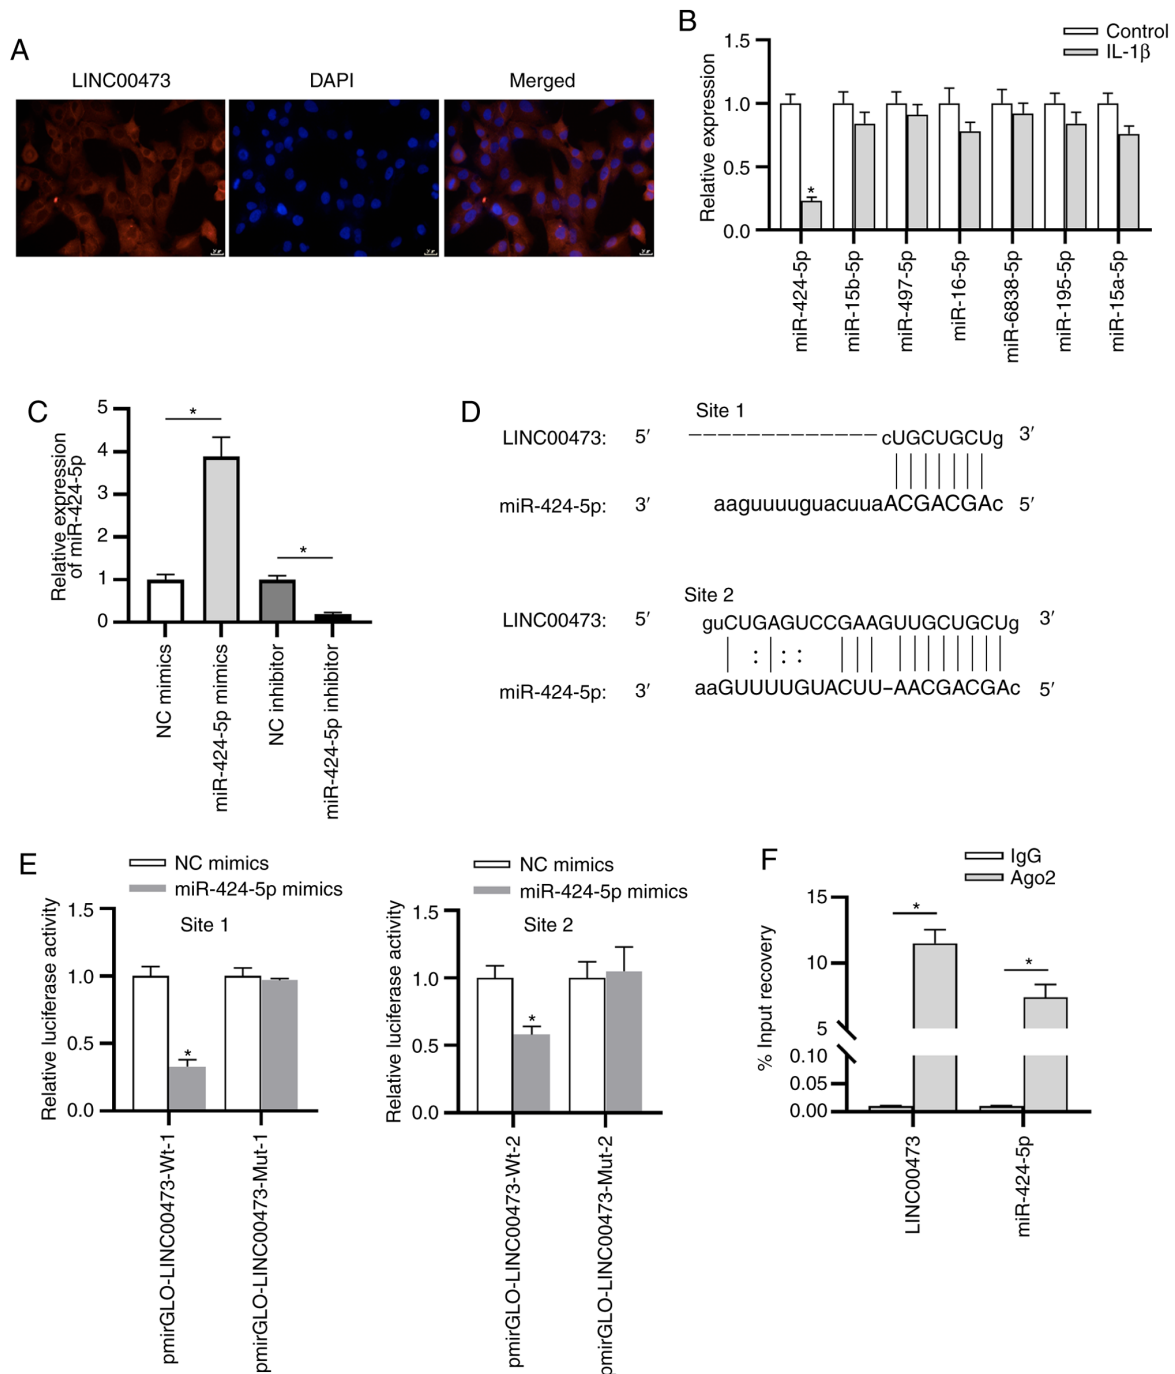 A
LINC00473
DAPI
Merged
B
Control
IL-1β
Relative expression
1.5
1.0
0.5
0.0
*
miR-424-5p
miR-15b-5p
miR-497-5p
miR-16-5p
miR-6838-5p
miR-195-5p
miR-15a-5p
C
Relative expression
of miR-424-5p
5
4
3
2
1
0
*
*
NC mimics
miR-424-5p mimics
NC inhibitor
miR-424-5p inhibitor
D
Site 1
LINC00473: 5′ –––––––––––––cUGCUGCUg 3′
miR-424-5p: 3′ aaguuuuguacuuaACGACGAc 5′
Site 2
LINC00473: 5′ guCUGAGUCCGAAGUUGCUGCUg 3′
miR-424-5p: 3′ aaGUUUUGUACUU–AACGACGAc 5′
E
NC mimics
miR-424-5p mimics
Site 1
Relative luciferase activity
1.5
1.0
0.5
0.0
*
pmirGLO-LINC00473-Wt-1
pmirGLO-LINC00473-Mut-1
NC mimics
miR-424-5p mimics
Site 2
Relative luciferase activity
1.5
1.0
0.5
0.0
*
pmirGLO-LINC00473-Wt-2
pmirGLO-LINC00473-Mut-2
F
IgG
Ago2
% Input recovery
15
10
5
0.10
0.05
0.00
*
*
LINC00473
miR-424-5p